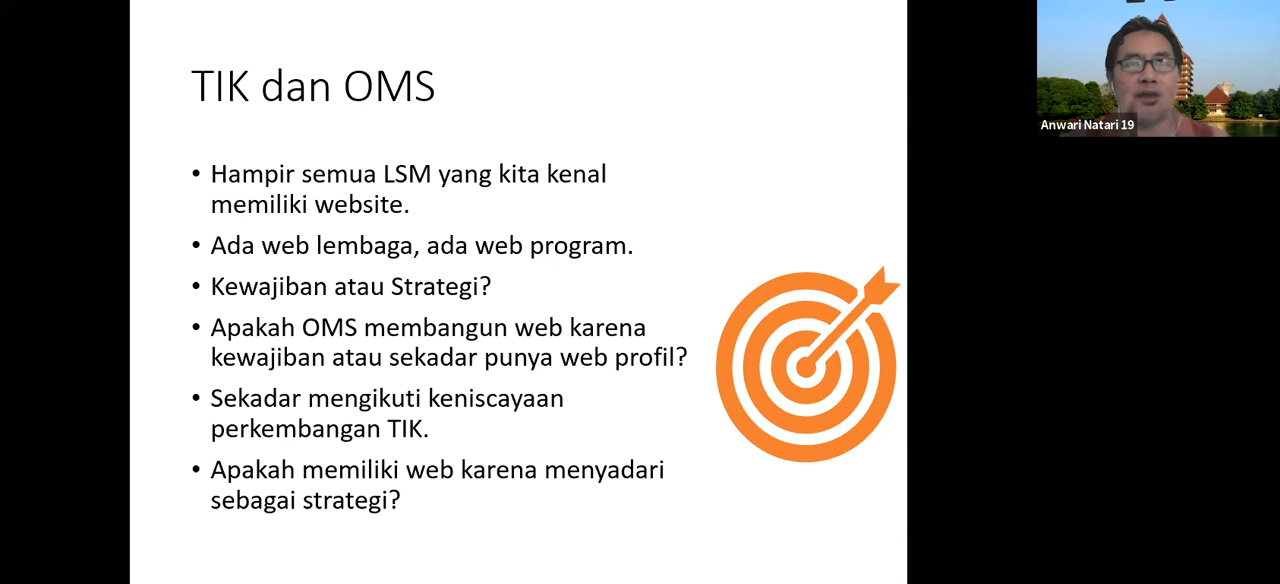 TIK dan OMS
• Hampir semua LSM yang kita kenal
memiliki website.
• Ada web lembaga, ada web program.
• Kewajiban atau Strategi?
• Apakah OMS membangun web karena
kewajiban atau sekadar punya web profil?
• Sekadar mengikuti keniscayaan
perkembangan TIK.
• Apakah memiliki web karena menyadari
sebagai strategi?
Anwari Natari 19